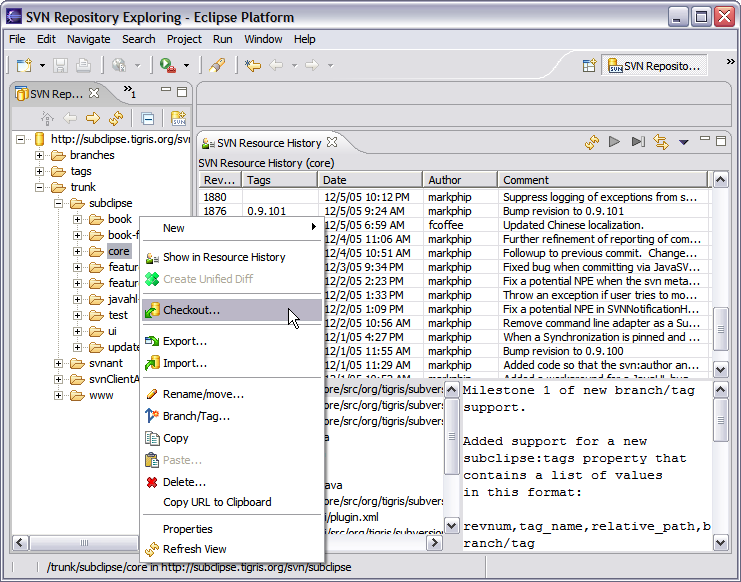 SVN Repository Exploring - Eclipse Platform
File Edit Navigate Search Project Run Window Help
SVN Reposito...
SVN Rep... »1
http://subclipse.tigris.org/svn
branches
tags
trunk
subclipse
book
book-f
core
feature
feature
javahl
test
ui
update
svnant
svnClientA
www
New
Show in Resource History
Create Unified Diff
Checkout...
Export...
Import...
Rename/move...
Branch/Tag...
Copy
Paste...
Delete...
Copy URL to Clipboard
Properties
Refresh View
SVN Resource History
SVN Resource History (core)
Rev... Tags Date Author Comment
1880 12/5/05 10:12 PM markphip Suppress logging of exceptions from s...
1876 0.9.101 12/5/05 9:24 AM markphip Bump revision to 0.9.101
12/5/05 6:59 AM fcoffee Updated Chinese localization.
12/4/05 11:06 AM markphip Further refinement of reporting of com...
12/4/05 10:51 AM markphip Followup to previous commit. Change...
12/3/05 9:34 PM markphip Fixed bug when committing via JavaSV...
12/2/05 2:23 PM markphip Fix a potential NPE when the svn meta...
12/2/05 1:33 PM markphip Throw an exception if user tries to mo...
12/2/05 1:09 PM markphip Fix a potential NPE in SVNNotificationH...
12/2/05 10:56 AM markphip Remove command line adapter as a Su...
12/1/05 4:27 PM markphip When a Synchronization is pinned and ...
12/1/05 11:55 AM markphip Bump revision to 0.9.100
12/1/05 11:29 AM markphip Added code so that the svn:author an...
ore/src/org/tigris/subvers
ore/src/org/tigris/subvers
ore/src/org/tigris/subvers
a
ava
ore/src/org/tigris/subvers
i/plugin.xml
i/src/org/tigris/subversion
Milestone 1 of new branch/tag
support.
Added support for a new
subclipse:tags property that
contains a list of values
in this format:
revnum,tag_name,relative_path,b
ranch/tag
/trunk/subclipse/core in http://subclipse.tigris.org/svn/subclipse